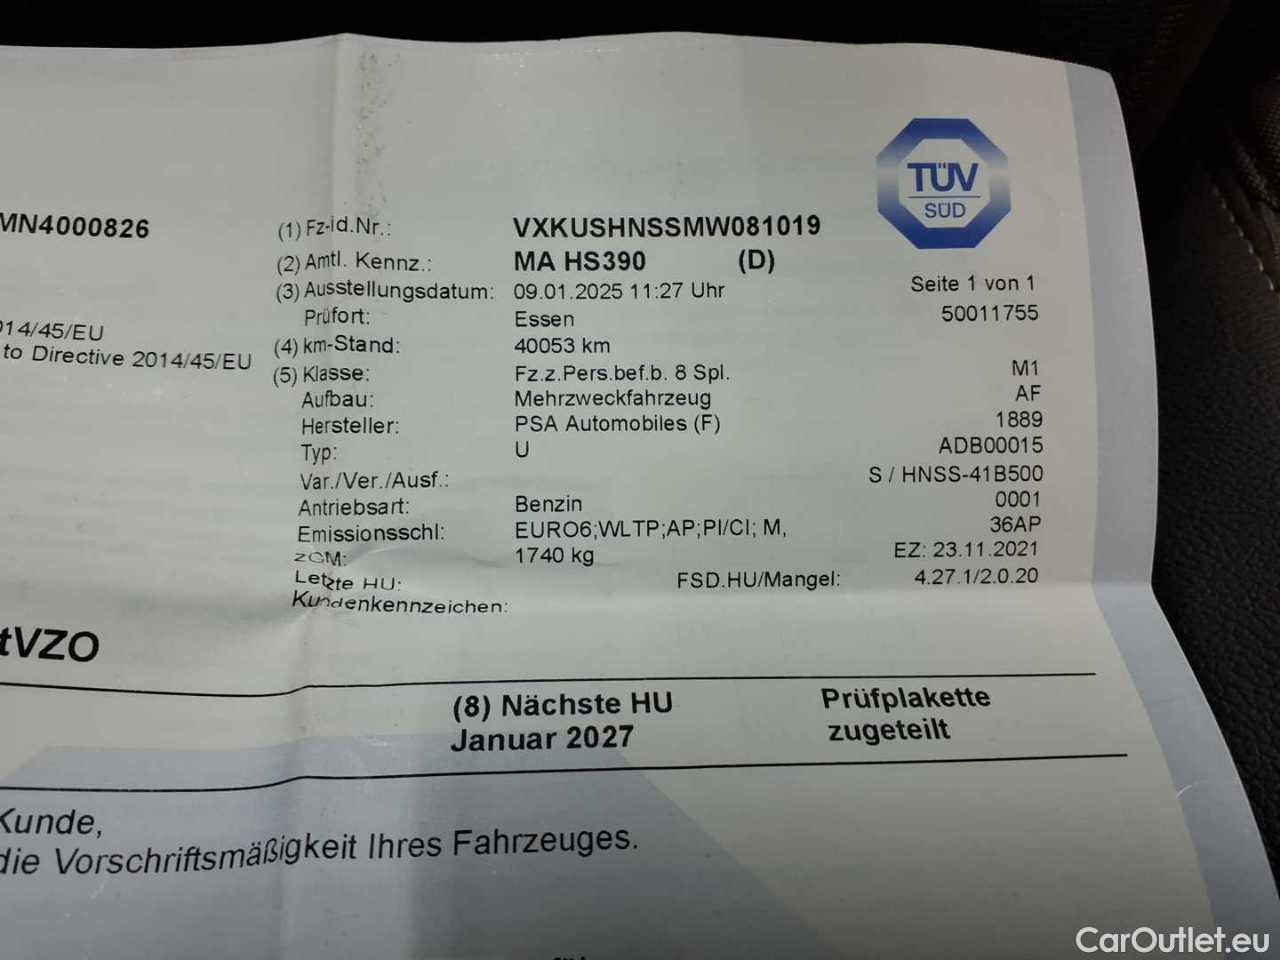 TÜV
SÜD
MN4000826
(1) Fz-id.Nr.: VXKUSHNSSMW081019
(2) Amtl. Kennz.: MA HS390 (D)
(3) Ausstellungsdatum: 09.01.2025 11:27 Uhr Seite 1 von 1
Prüfort: Essen 50011755
014/45/EU
(4) km-Stand: 40053 km
to Directive 2014/45/EU
(5) Klasse: Fz.z.Pers.bef.b. 8 Spl. M1
Aufbau: Mehrzweckfahrzeug AF
Hersteller: PSA Automobiles (F) 1889
Typ: U ADB00015
Var./Ver./Ausf.: S / HNSS-41B500
Antriebsart: Benzin 0001
Emissionsschl: EURO6;WLTP;AP;PI/CI; M, 36AP
zGM: 1740 kg EZ: 23.11.2021
Letzte HU: FSD.HU/Mangel: 4.27.1/2.0.20
Kundenkennzeichen:
tVZO
(8) Nächste HU Prüfplakette
Januar 2027 zugeteilt
Kunde,
die Vorschriftsmäßigkeit Ihres Fahrzeuges.
CarOutlet.eu